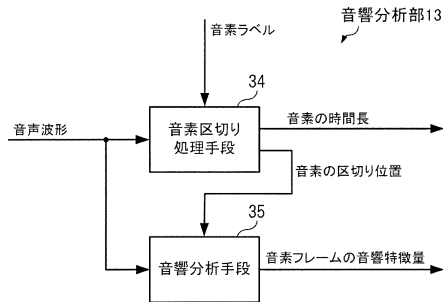 音素ラベル
音響分析部13
34
音声波形
音素区切り
処理手段
音素の時間長
音素の区切り位置
35
音響分析手段
音素フレームの音響特徴量